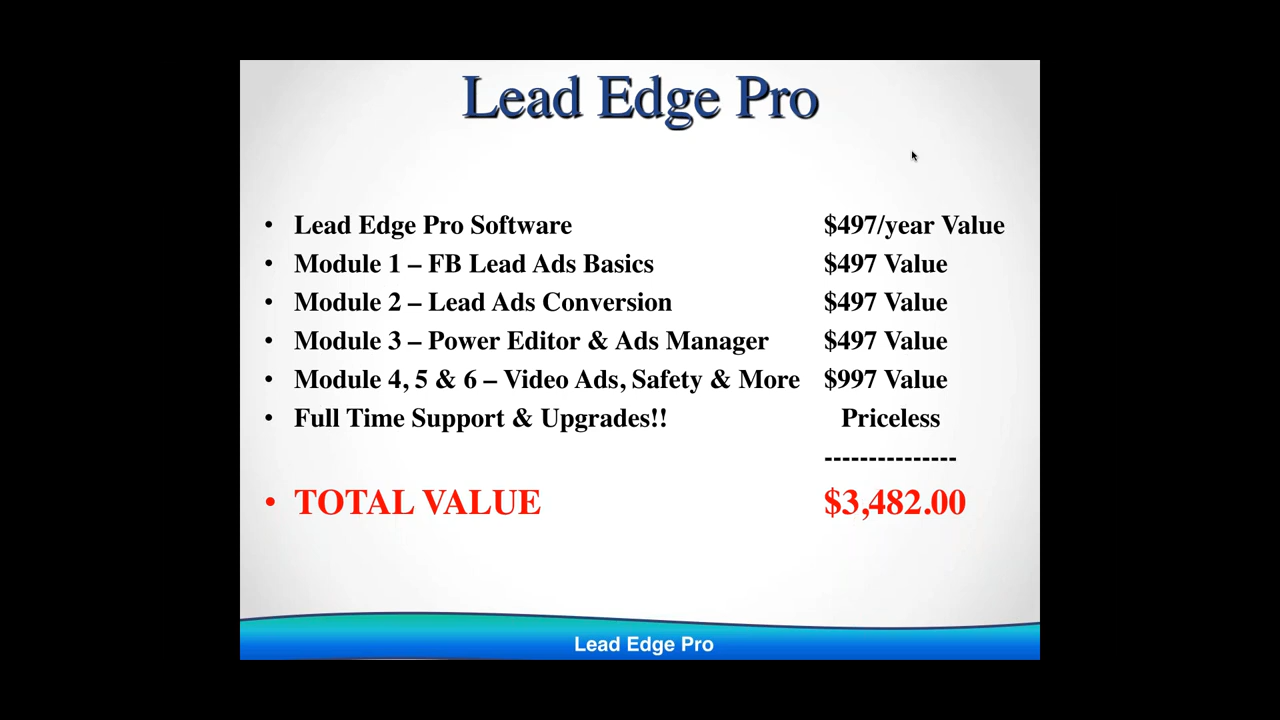 Lead Edge Pro
• Lead Edge Pro Software $497/year Value
• Module 1 – FB Lead Ads Basics $497 Value
• Module 2 – Lead Ads Conversion $497 Value
• Module 3 – Power Editor & Ads Manager $497 Value
• Module 4, 5 & 6 – Video Ads, Safety & More $997 Value
• Full Time Support & Upgrades!! Priceless
---------------
• TOTAL VALUE $3,482.00
Lead Edge Pro